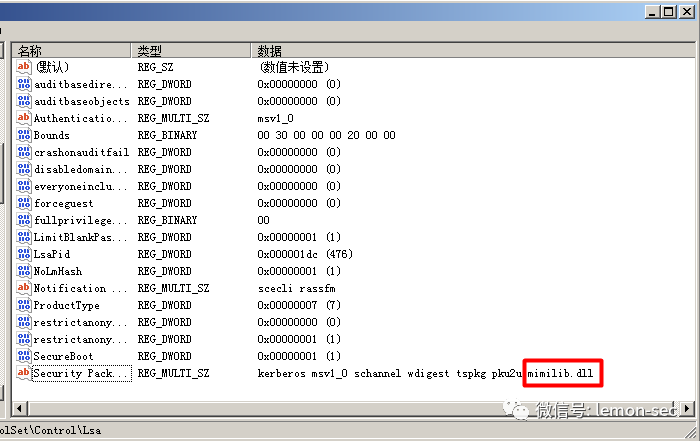 名称 类型 数据
(默认) REG_SZ (数值未设置)
auditbasedire... REG_DWORD 0x00000000 (0)
auditbaseobjects REG_DWORD 0x00000000 (0)
Authenticatio... REG_MULTI_SZ msv1_0
Bounds REG_BINARY 00 30 00 00 00 20 00 00
crashonauditfail REG_DWORD 0x00000000 (0)
disabledomain... REG_DWORD 0x00000000 (0)
everyoneinclu... REG_DWORD 0x00000000 (0)
forceguest REG_DWORD 0x00000000 (0)
fullprivilege... REG_BINARY 00
LimitBlankPas... REG_DWORD 0x00000001 (1)
LsaPid REG_DWORD 0x000001dc (476)
NoLmHash REG_DWORD 0x00000001 (1)
Notification ... REG_MULTI_SZ scecli rassfm
ProductType REG_DWORD 0x00000007 (7)
restrictanony... REG_DWORD 0x00000000 (0)
restrictanony... REG_DWORD 0x00000001 (1)
SecureBoot REG_DWORD 0x00000001 (1)
Security Pack... REG_MULTI_SZ kerberos msv1_0 schannel wdigest tspkg pku2u mimilib.dll
微信号: lemon-sec
olSet\Control\Lsa